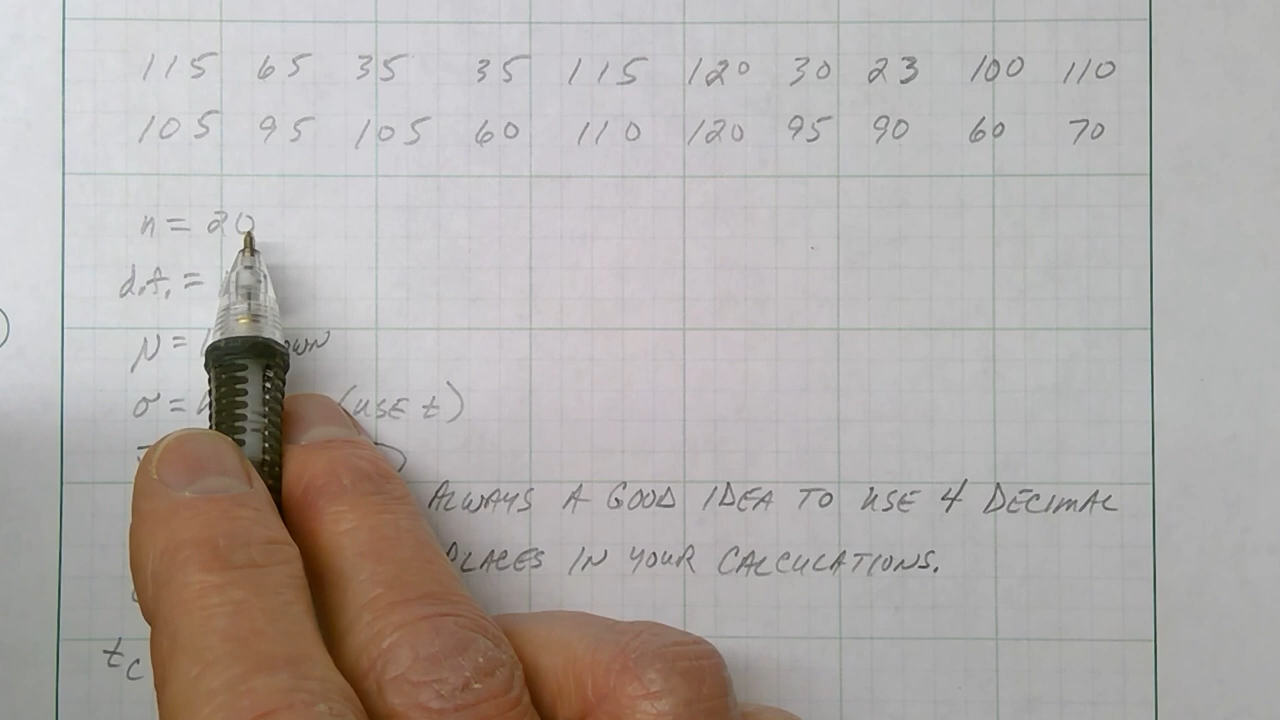 115 65 35 35 115 120 30 23 100 110
105 95 105 60 110 120 95 90 60 70
n = 20
d.f. =
μ =
σ = (USE t)
ALWAYS A GOOD IDEA TO USE 4 DECIMAL
PLACES IN YOUR CALCULATIONS.
tc